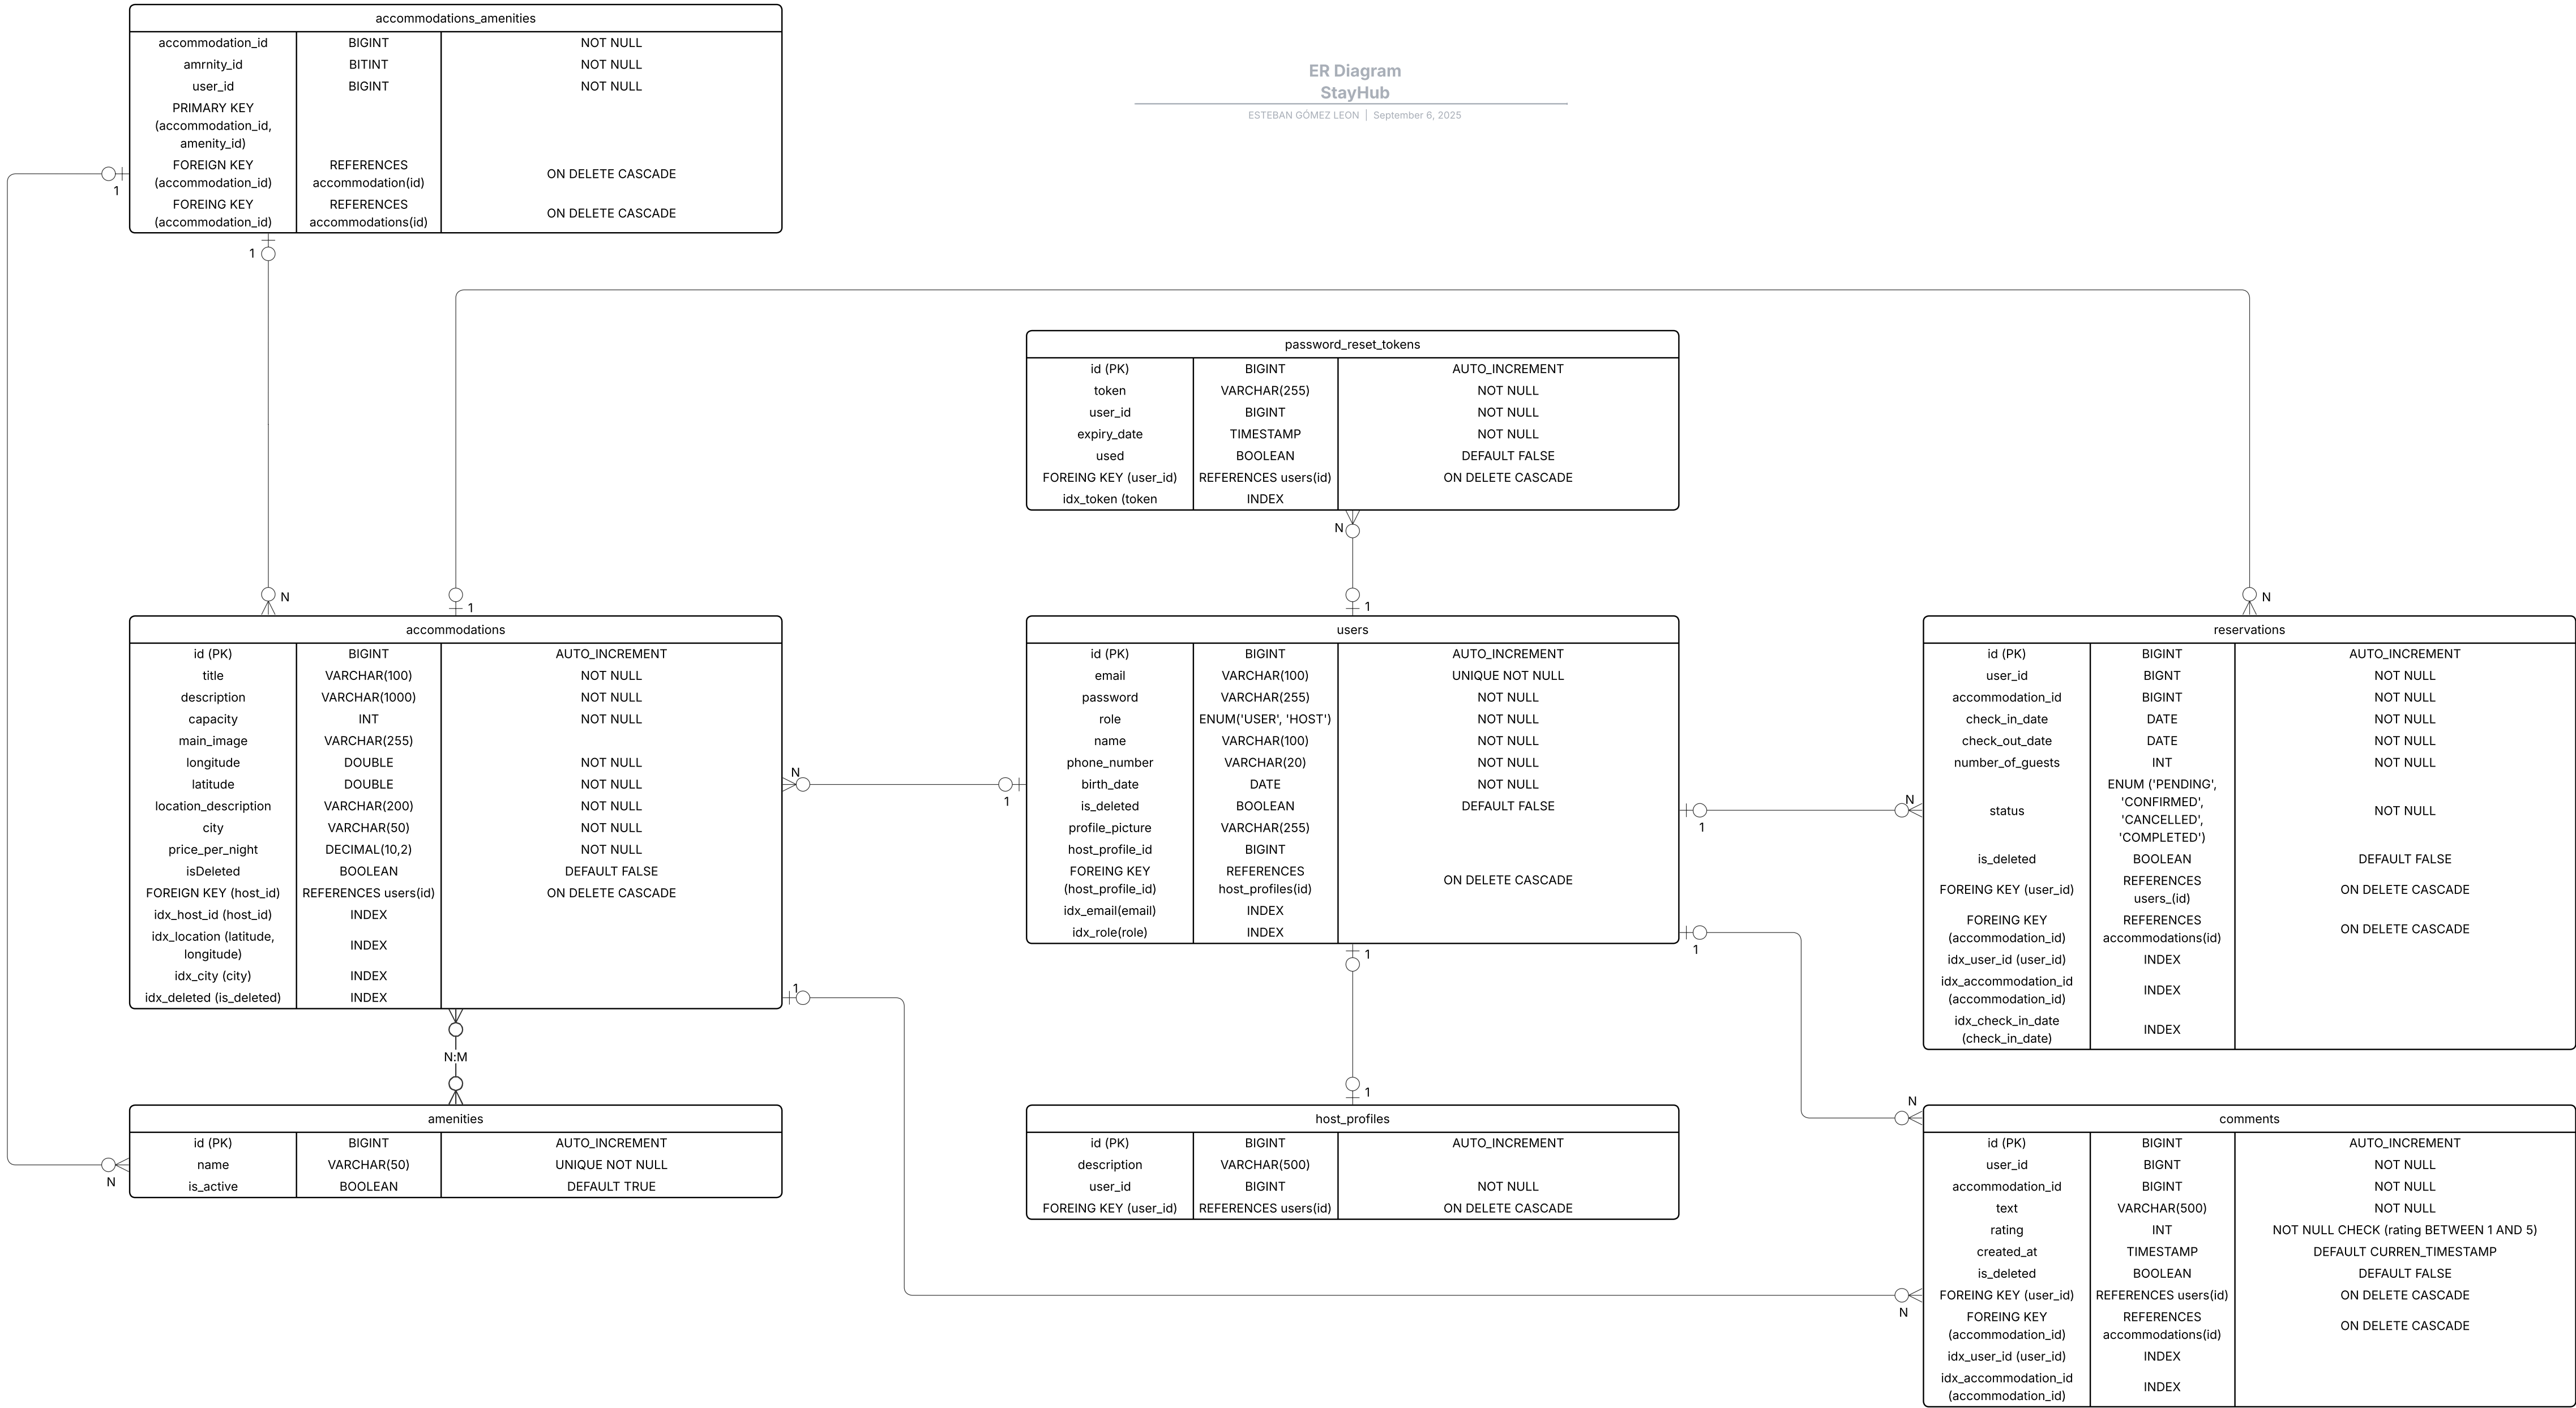 accommodations_amenities
accommodation_id BIGINT NOT NULL
amrnity_id BITINT NOT NULL
user_id BIGINT NOT NULL
PRIMARY KEY
(accommodation_id,
amenity_id)
FOREIGN KEY
(accommodation_id)
REFERENCES
accommodation(id)
ON DELETE CASCADE
FOREING KEY
(accommodation_id)
REFERENCES
accommodations(id)
ON DELETE CASCADE
1
1
ER Diagram
StayHub
ESTEBAN GÓMEZ LEON | September 6, 2025
password_reset_tokens
id (PK) BIGINT AUTO_INCREMENT
token VARCHAR(255) NOT NULL
user_id BIGINT NOT NULL
expiry_date TIMESTAMP NOT NULL
used BOOLEAN DEFAULT FALSE
FOREING KEY (user_id) REFERENCES users(id) ON DELETE CASCADE
idx_token (token INDEX
N
N
1
1
N
accommodations
id (PK) BIGINT AUTO_INCREMENT
title VARCHAR(100) NOT NULL
description VARCHAR(1000) NOT NULL
capacity INT NOT NULL
main_image VARCHAR(255)
longitude DOUBLE NOT NULL
latitude DOUBLE NOT NULL
location_description VARCHAR(200) NOT NULL
city VARCHAR(50) NOT NULL
price_per_night DECIMAL(10,2) NOT NULL
isDeleted BOOLEAN DEFAULT FALSE
FOREIGN KEY (host_id) REFERENCES users(id) ON DELETE CASCADE
idx_host_id (host_id) INDEX
idx_location (latitude,
longitude)
INDEX
idx_city (city) INDEX
idx_deleted (is_deleted) INDEX
N
1
1
users
id (PK) BIGINT AUTO_INCREMENT
email VARCHAR(100) UNIQUE NOT NULL
password VARCHAR(255) NOT NULL
role ENUM('USER', 'HOST') NOT NULL
name VARCHAR(100) NOT NULL
phone_number VARCHAR(20) NOT NULL
birth_date DATE NOT NULL
is_deleted BOOLEAN DEFAULT FALSE
profile_picture VARCHAR(255)
host_profile_id BIGINT
FOREING KEY
(host_profile_id)
REFERENCES
host_profiles(id)
ON DELETE CASCADE
idx_email(email) INDEX
idx_role(role) INDEX
1
N
1
1
reservations
id (PK) BIGINT AUTO_INCREMENT
user_id BIGNT NOT NULL
accommodation_id BIGINT NOT NULL
check_in_date DATE NOT NULL
check_out_date DATE NOT NULL
number_of_guests INT NOT NULL
status
ENUM ('PENDING',
'CONFIRMED',
'CANCELLED',
'COMPLETED')
NOT NULL
is_deleted BOOLEAN DEFAULT FALSE
FOREING KEY (user_id)
REFERENCES
users_(id)
ON DELETE CASCADE
FOREING KEY
(accommodation_id)
REFERENCES
accommodations(id)
ON DELETE CASCADE
idx_user_id (user_id) INDEX
idx_accommodation_id
(accommodation_id)
INDEX
idx_check_in_date
(check_in_date)
INDEX
N:M
amenities
id (PK) BIGINT AUTO_INCREMENT
name VARCHAR(50) UNIQUE NOT NULL
is_active BOOLEAN DEFAULT TRUE
N
1
host_profiles
id (PK) BIGINT AUTO_INCREMENT
description VARCHAR(500)
user_id BIGINT NOT NULL
FOREING KEY (user_id) REFERENCES users(id) ON DELETE CASCADE
N
comments
id (PK) BIGINT AUTO_INCREMENT
user_id BIGNT NOT NULL
accommodation_id BIGINT NOT NULL
text VARCHAR(500) NOT NULL
rating INT NOT NULL CHECK (rating BETWEEN 1 AND 5)
created_at TIMESTAMP DEFAULT CURREN_TIMESTAMP
is_deleted BOOLEAN DEFAULT FALSE
FOREING KEY (user_id) REFERENCES users(id) ON DELETE CASCADE
FOREING KEY
(accommodation_id)
REFERENCES
accommodations(id)
ON DELETE CASCADE
idx_user_id (user_id) INDEX
idx_accommodation_id
(accommodation_id)
INDEX
N